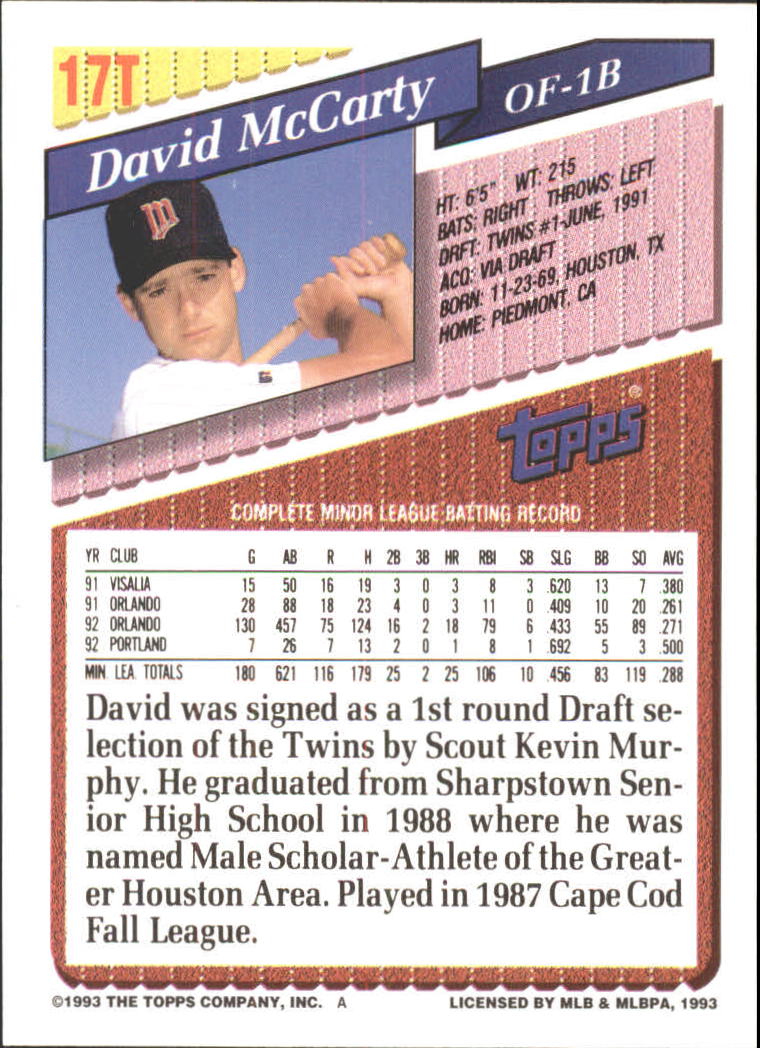 17T
David McCarty
OF-1B
M
HT: 6'5" WT: 215
BATS: RIGHT THROWS: LEFT
DRFT: TWINS #1-JUNE, 1991
ACQ: VIA DRAFT
BORN: 11-23-69, HOUSTON, TX
HOME: PIEDMONT, CA
TOPPS®
COMPLETE MINOR LEAGUE BATTING RECORD
YR CLUB G AB R H 2B 3B HR RBI SB SLG BB SO AVG
91 VISALIA 15 50 16 19 3 0 3 8 3 .620 13 7 .380
91 ORLANDO 28 88 18 23 4 0 3 11 0 .409 10 20 .261
92 ORLANDO 130 457 75 124 16 2 18 79 6 .433 55 89 .271
92 PORTLAND 7 26 7 13 2 0 1 8 1 .692 5 3 .500
MIN. LEA. TOTALS 180 621 116 179 25 2 25 106 10 .456 83 119 .288
David was signed as a 1st round Draft se-
lection of the Twins by Scout Kevin Mur-
phy. He graduated from Sharpstown Sen-
ior High School in 1988 where he was
named Male Scholar-Athlete of the Great-
er Houston Area. Played in 1987 Cape Cod
Fall League.
©1993 THE TOPPS COMPANY, INC. A
LICENSED BY MLB & MLBPA, 1993